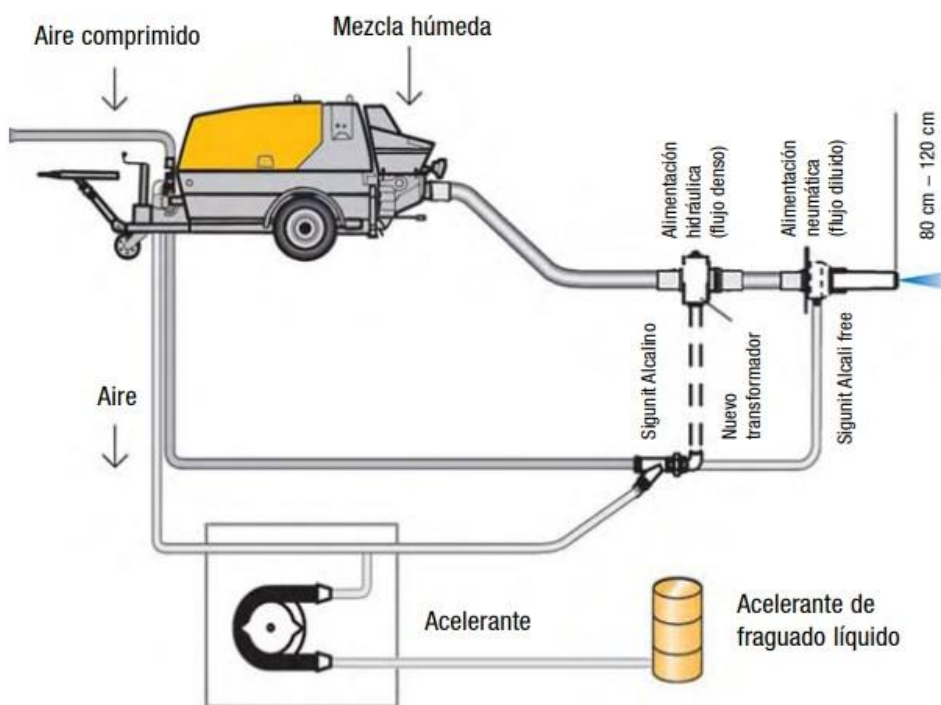 Aire comprimido
Mezcla húmeda
Alimentación
hidráulica
(flujo denso)
Alimentación
neumática
(flujo diluido)
80 cm – 120 cm
Sigunit Alcalino
Nuevo
transformador
Sigunit Alcali free
Aire
Acelerante
Acelerante de
fraguado líquido